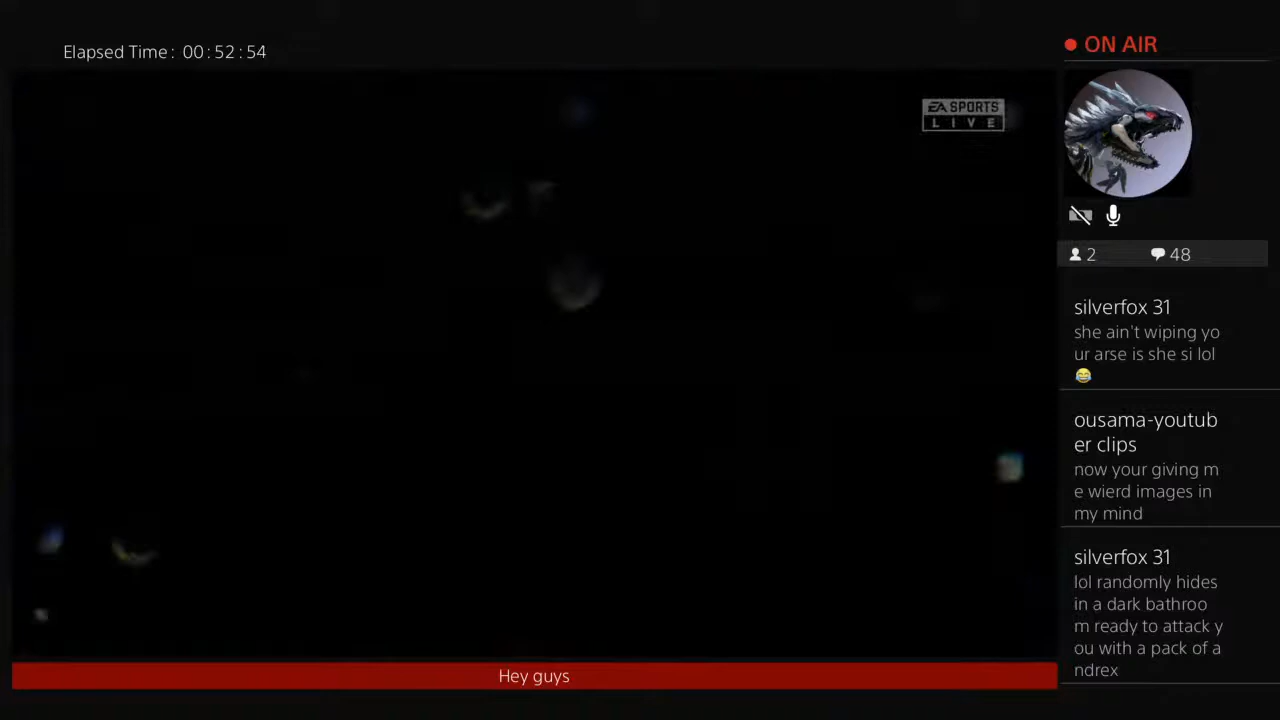 Elapsed Time: 00:52:54
ON AIR
EA SPORTS
LIVE
2 48
silverfox 31
she ain't wiping yo
ur arse is she si lol
😂
ousama-youtub
er clips
now your giving m
e wierd images in
my mind
silverfox 31
lol randomly hides
in a dark bathroo
m ready to attack y
ou with a pack of a
ndrex
Hey guys